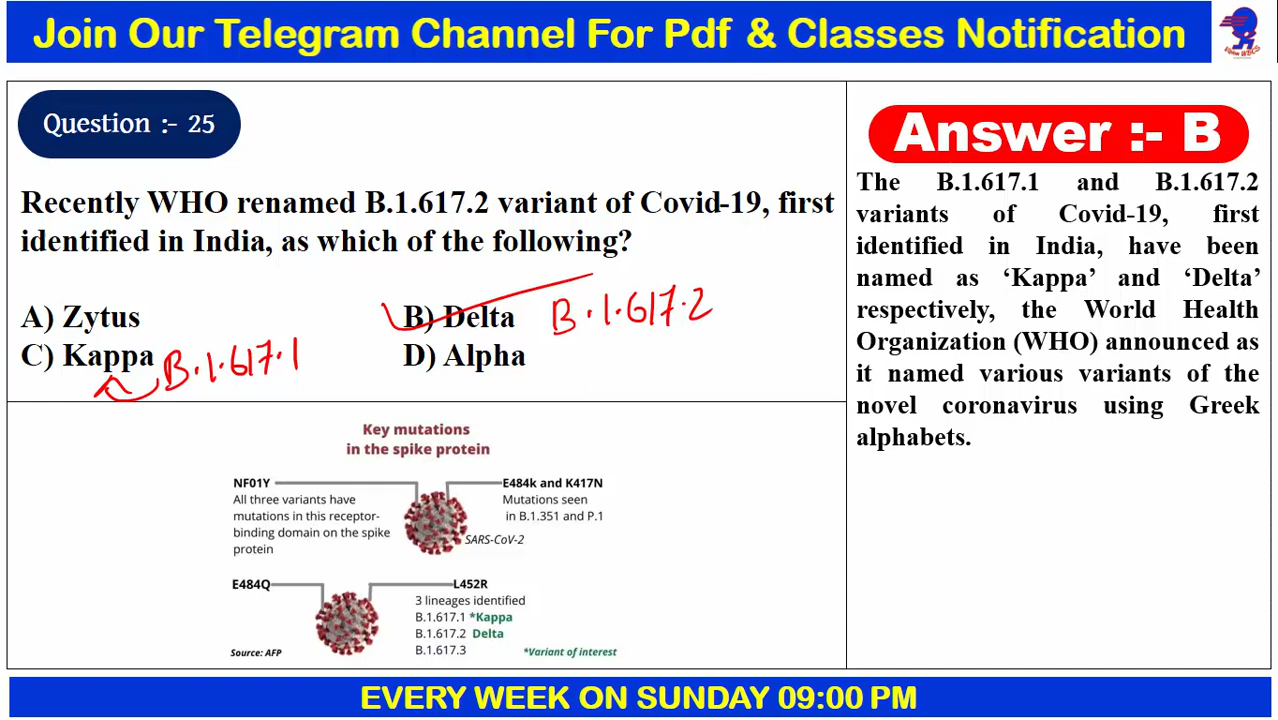 Join Our Telegram Channel For Pdf & Classes Notification
Question :- 25
Recently WHO renamed B.1.617.2 variant of Covid-19, first
identified in India, as which of the following?
A) Zytus
B) Delta B.1.617.2
C) Kappa B.1.617.1
D) Alpha
Key mutations
in the spike protein
NF01Y
All three variants have
mutations in this receptor-
binding domain on the spike
protein
E484k and K417N
Mutations seen
in B.1.351 and P.1
SARS-CoV-2
E484Q
L452R
3 lineages identified
B.1.617.1 *Kappa
B.1.617.2 Delta
B.1.617.3
Source: AFP
*Variant of interest
Answer :- B
The B.1.617.1 and B.1.617.2
variants of Covid-19, first
identified in India, have been
named as ‘Kappa’ and ‘Delta’
respectively, the World Health
Organization (WHO) announced as
it named various variants of the
novel coronavirus using Greek
alphabets.
EVERY WEEK ON SUNDAY 09:00 PM